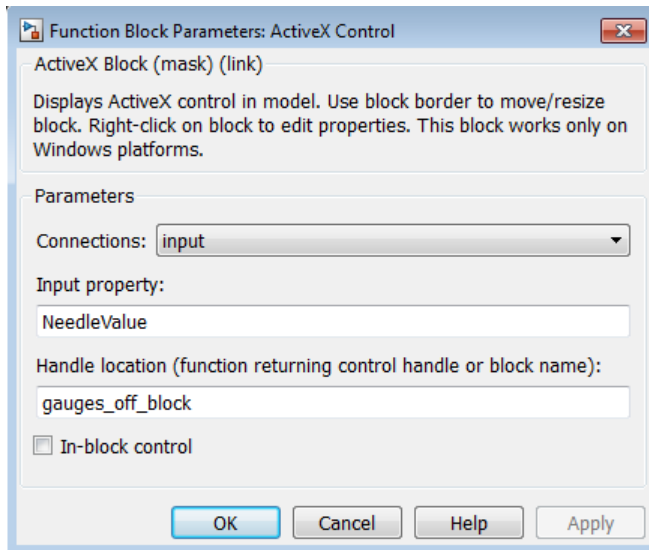 Function Block Parameters: ActiveX Control
ActiveX Block (mask) (link)
Displays ActiveX control in model. Use block border to move/resize
block. Right-click on block to edit properties. This block works only on
Windows platforms.
Parameters
Connections: input
Input property:
NeedleValue
Handle location (function returning control handle or block name):
gauges_off_block
In-block control
OK Cancel Help Apply